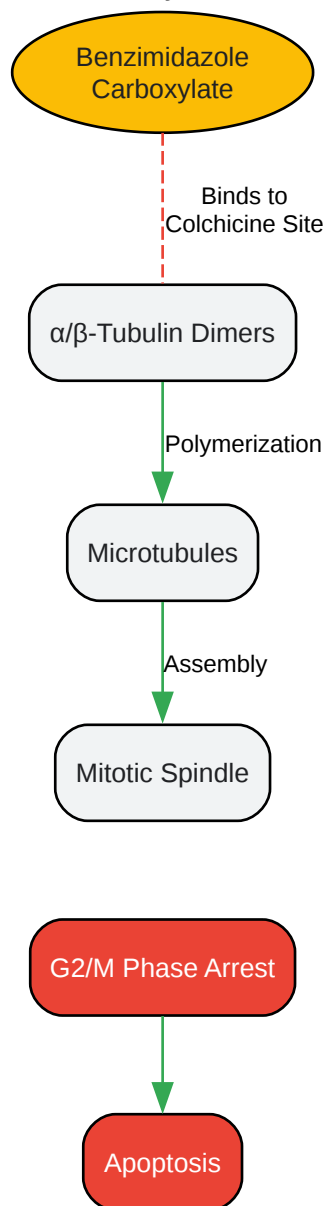 Benzimidazole
Carboxylate
Binds to
Colchicine Site
α/β-Tubulin Dimers
Polymerization
Microtubules
Assembly
Mitotic Spindle
G2/M Phase Arrest
Apoptosis